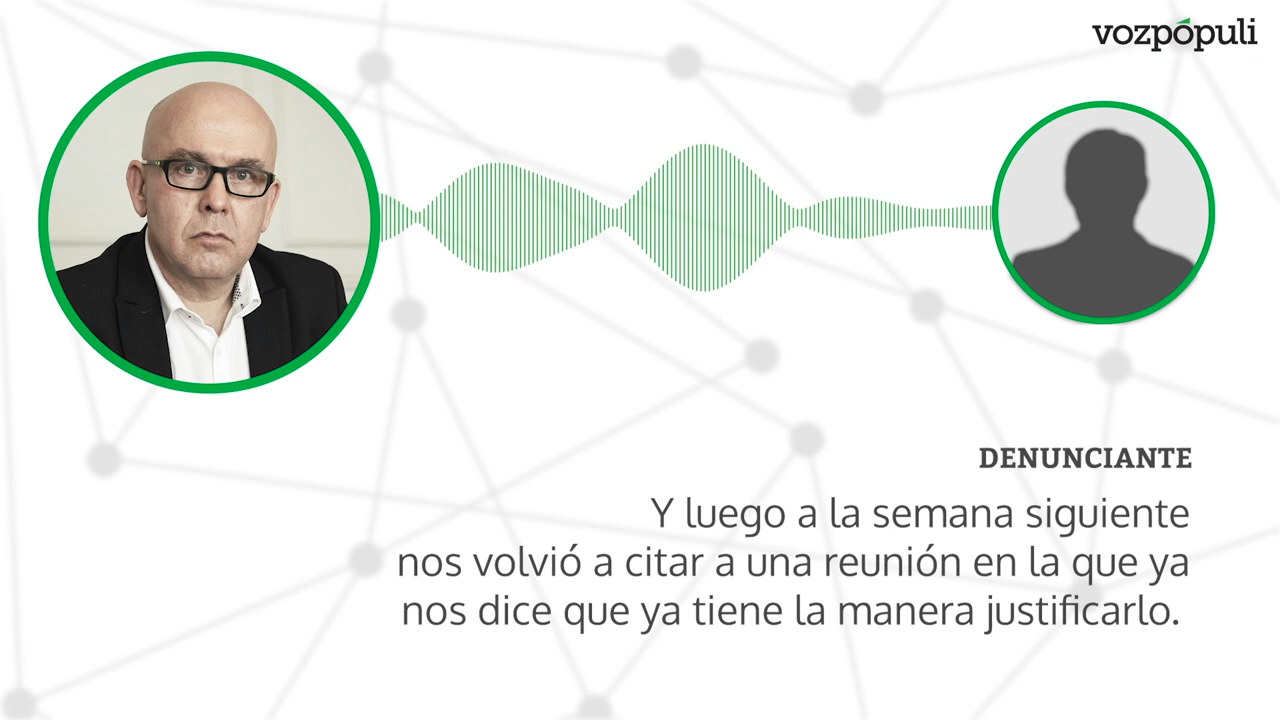 vozpópuli
DENUNCIANTE
Y luego a la semana siguiente
nos volvió a citar a una reunión en la que ya
nos dice que ya tiene la manera justificarlo.